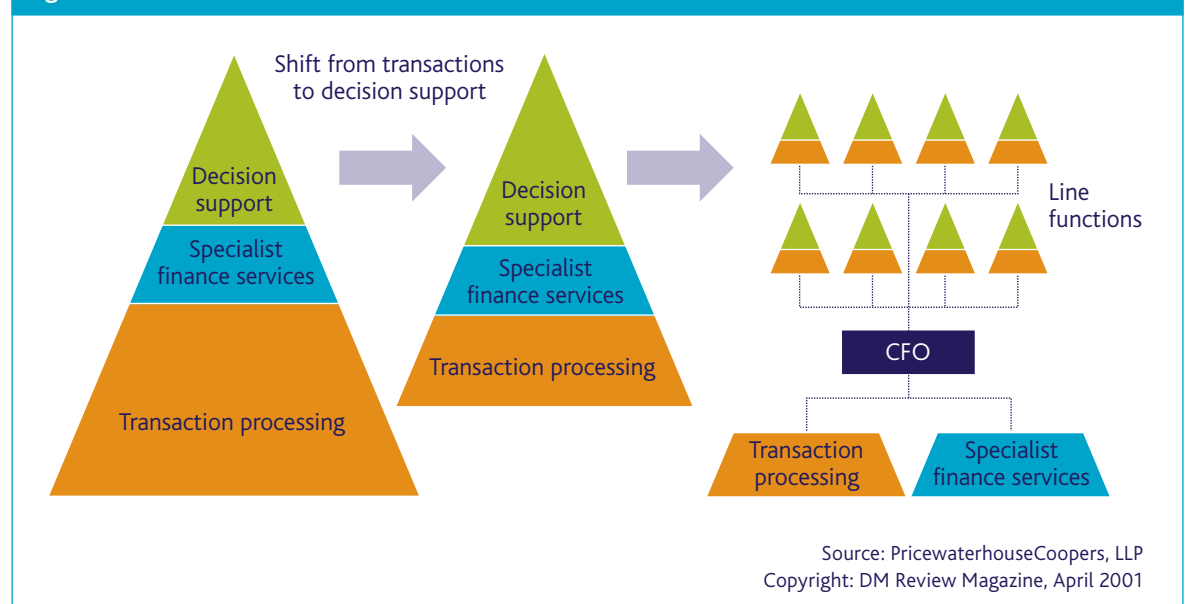 Shift from transactions
to decision support
Decision
support
Specialist
finance services
Transaction processing
Decision
support
Specialist
finance services
Transaction processing
Line
functions
CFO
Transaction
processing
Specialist
finance services
Source: PricewaterhouseCoopers, LLP
Copyright: DM Review Magazine, April 2001